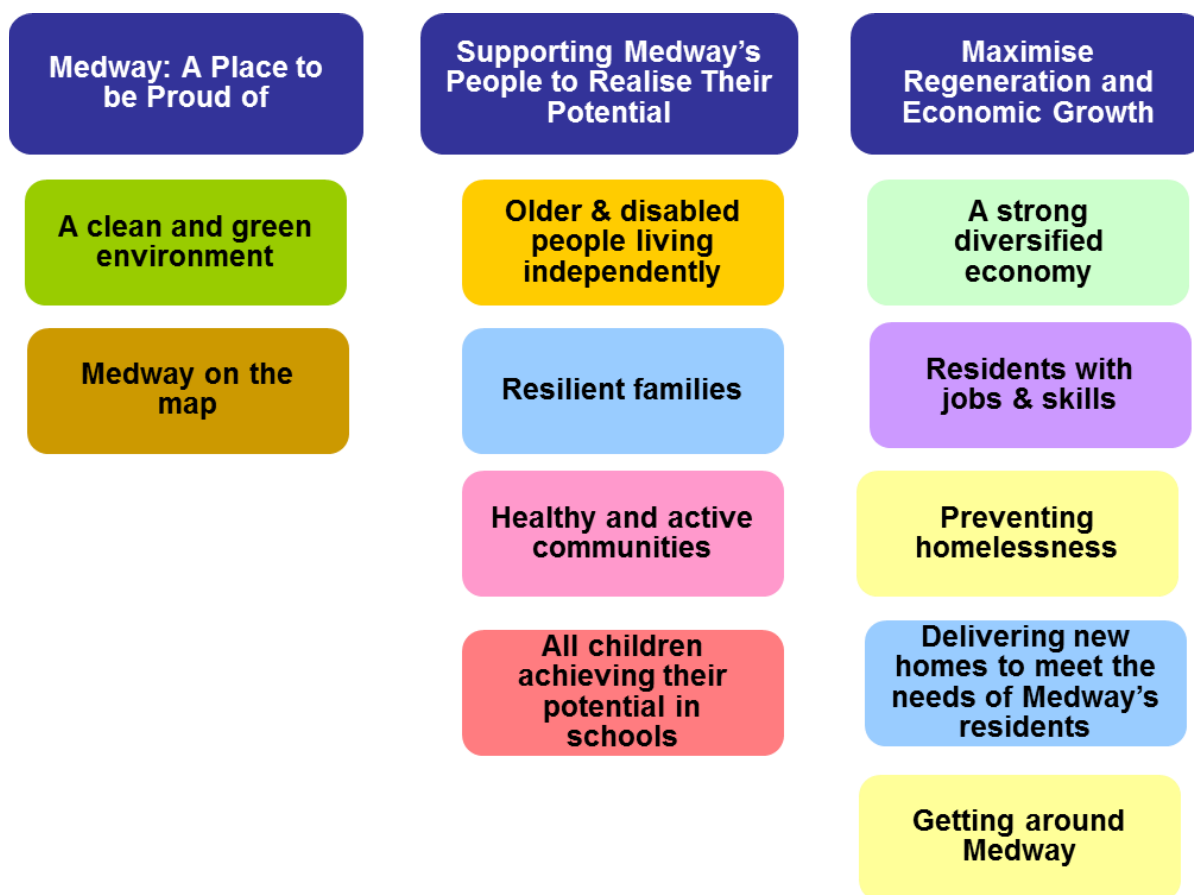 Medway: A Place to
be Proud of
A clean and green
environment
Medway on the
map
Supporting Medway’s
People to Realise Their
Potential
Older & disabled
people living
independently
Resilient families
Healthy and active
communities
All children
achieving their
potential in
schools
Maximise
Regeneration and
Economic Growth
A strong
diversified
economy
Residents with
jobs & skills
Preventing
homelessness
Delivering new
homes to meet the
needs of Medway’s
residents
Getting around
Medway